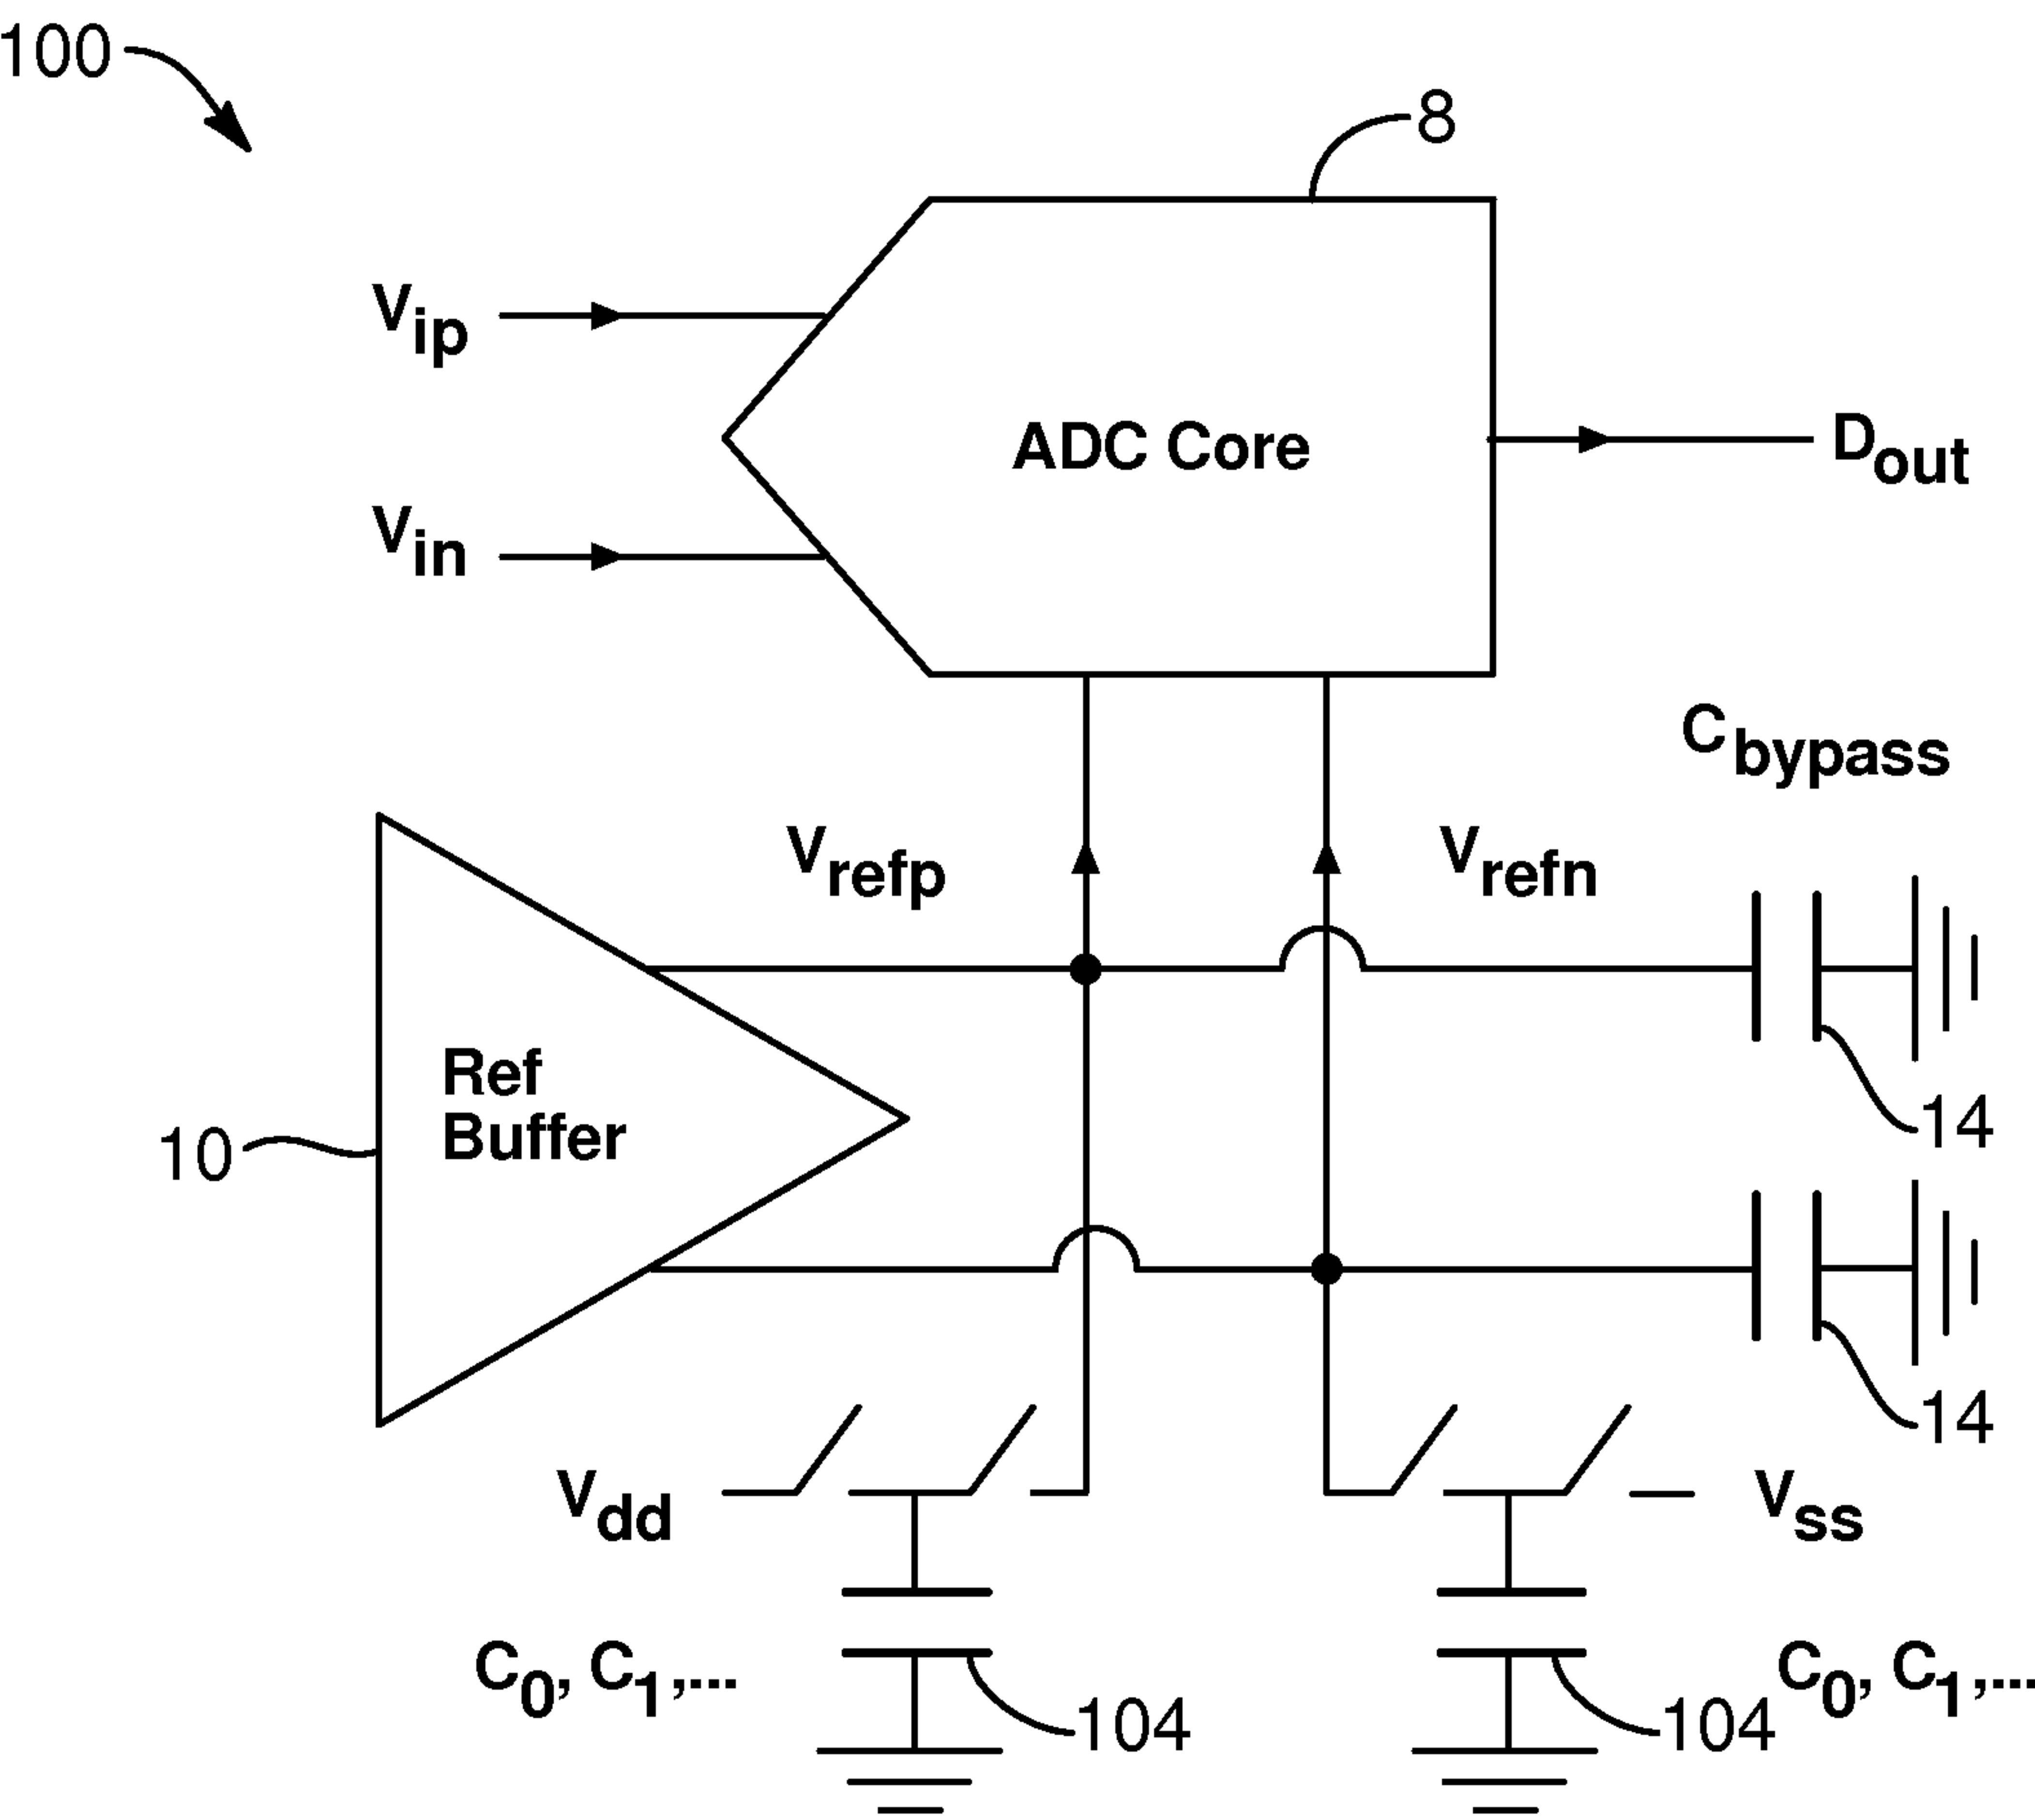 100
8
Vip
ADC Core
Dout
Vin
Cbypass
Vrefp
Vrefn
Ref
Buffer
10
14
14
Vdd
Vss
C0, C1,...
104
104
C0, C1,...